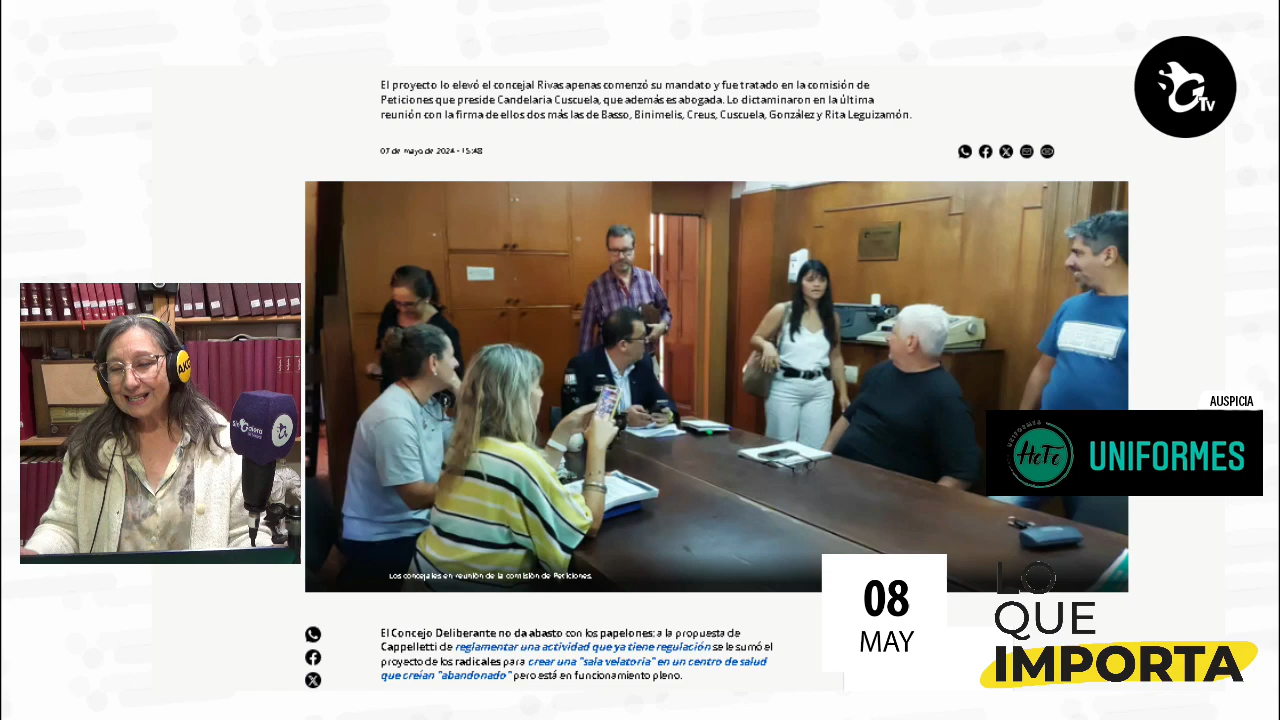 El proyecto lo elevó el concejal Rivas apenas comenzó su mandato y fue tratado en la comisión de
Peticiones que preside Candelaria Cuscuela, que además es abogada. Lo dictaminaron en la última
reunión con la firma de ellos dos más las de Basso, Binimelis, Creus, Cuscuela, González y Rita Leguizamón.
07 de mayo de 2024 - 15:48
G TV
AKG
Sin Galera
AUSPICIA
UNIFORMES
HeTe
UNIFORMES
Los concejales en reunión de la comisión de Peticiones.
08
MAY
LO
QUE
IMPORTA
El Concejo Deliberante no da abasto con los papelones: a la propuesta de
Cappelletti de reglamentar una actividad que ya tiene regulación se le sumó el
proyecto de los radicales para crear una "sala velatoria" en un centro de salud
que creían "abandonado" pero está en funcionamiento pleno.